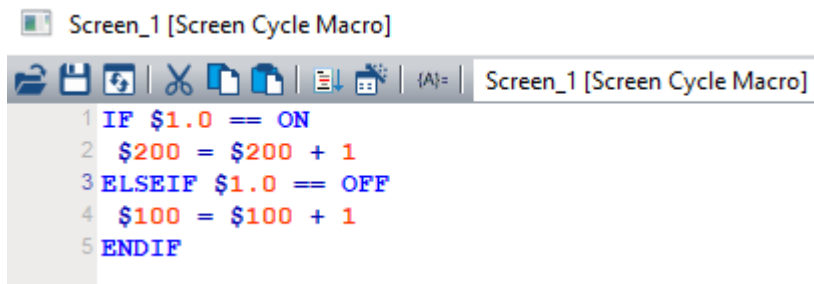 Screen_1 [Screen Cycle Macro]
{A}= Screen_1 [Screen Cycle Macro]
1 IF $1.0 == ON
2 $200 = $200 + 1
3 ELSEIF $1.0 == OFF
4 $100 = $100 + 1
5 ENDIF